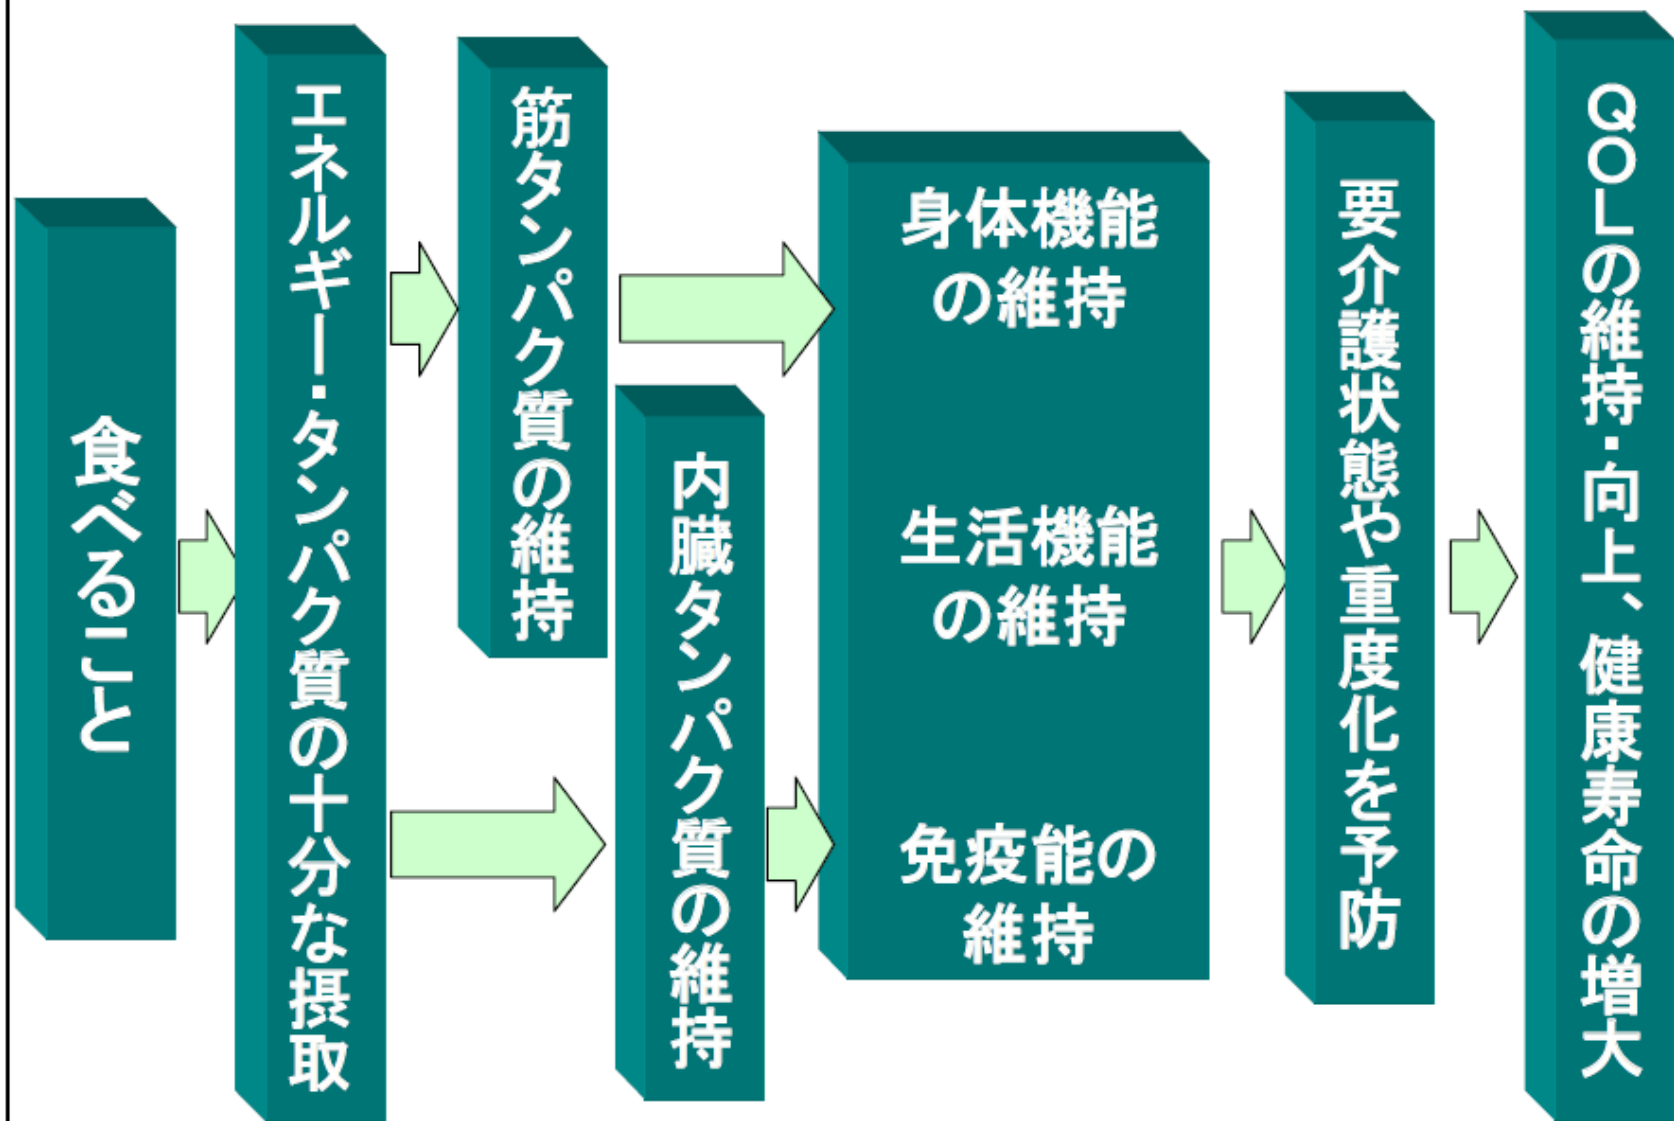 食べること
エネルギー・タンパク質の十分な摂取
筋タンパク質の維持
内臓タンパク質の維持
身体機能
の維持
生活機能
の維持
免疫能の
維持
要介護状態や重度化を予防
QOLの維持・向上、健康寿命の増大